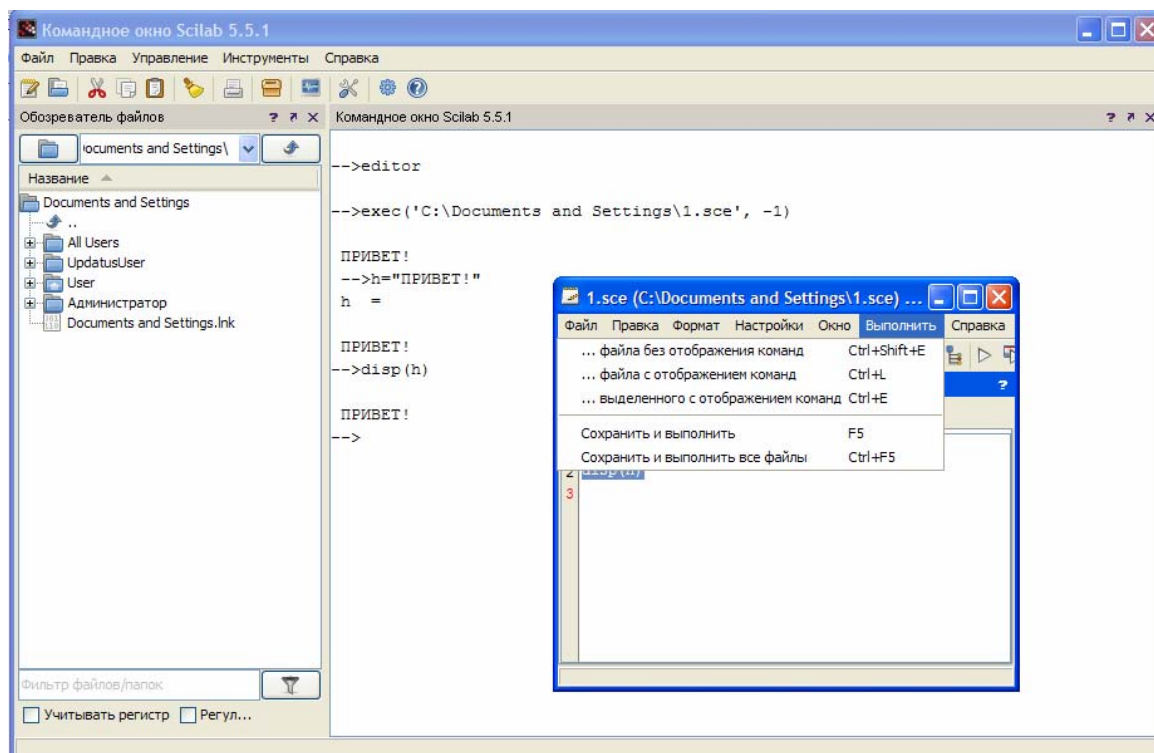 Командное окно Scilab 5.5.1
Файл Правка Управление Инструменты Справка
Обозреватель файлов ? X
Командное окно Scilab 5.5.1 ? X
ocuments and Settings\
Название
Documents and Settings
..
All Users
UpdatusUser
User
Администратор
Documents and Settings.lnk
Фильтр файлов/папок
Учитывать регистр Регул...
-->editor
-->exec('C:\Documents and Settings\1.sce', -1)
ПРИВЕТ!
-->h="ПРИВЕТ!"
h =
ПРИВЕТ!
-->disp(h)
ПРИВЕТ!
-->
1.sce (C:\Documents and Settings\1.sce) ...
Файл Правка Формат Настройки Окно Выполнить Справка
... файла без отображения команд Ctrl+Shift+E
... файла с отображением команд Ctrl+L
... выделенного с отображением команд Ctrl+E
Сохранить и выполнить F5
Сохранить и выполнить все файлы Ctrl+F5
?
2 disp(h)
3